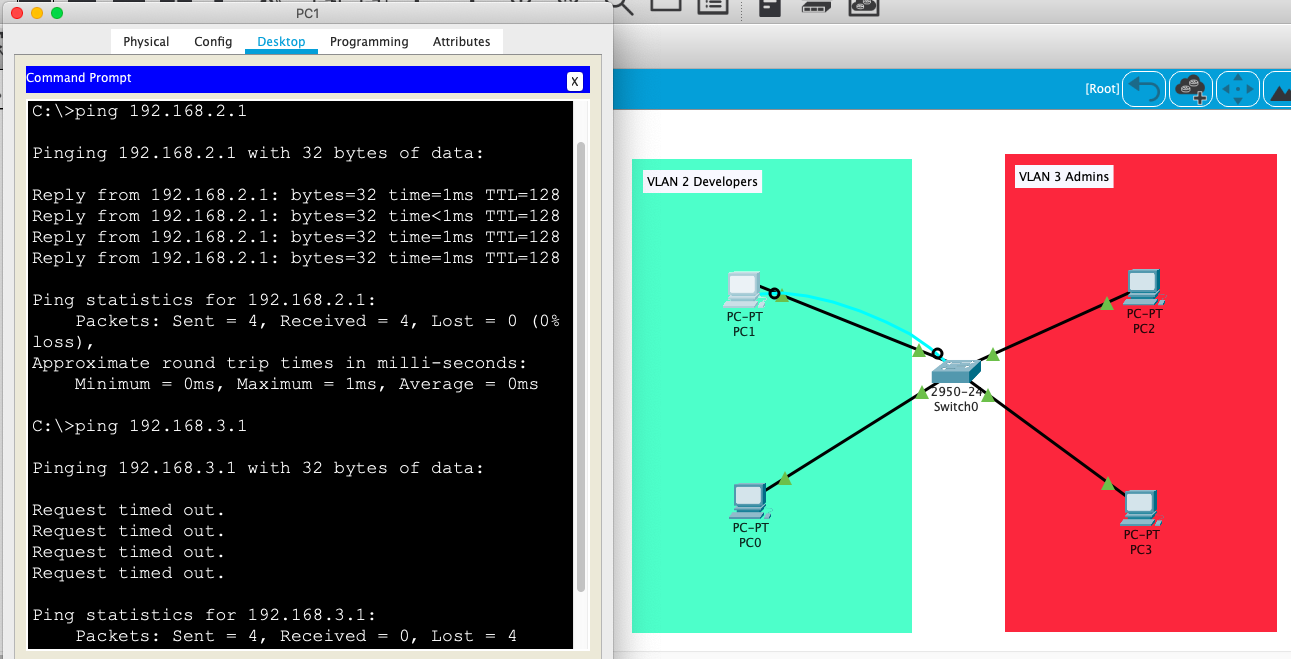 PC1
Physical Config Desktop Programming Attributes
Command Prompt
X
C:\>ping 192.168.2.1
Pinging 192.168.2.1 with 32 bytes of data:
Reply from 192.168.2.1: bytes=32 time=1ms TTL=128
Reply from 192.168.2.1: bytes=32 time<1ms TTL=128
Reply from 192.168.2.1: bytes=32 time=1ms TTL=128
Reply from 192.168.2.1: bytes=32 time=1ms TTL=128
Ping statistics for 192.168.2.1:
Packets: Sent = 4, Received = 4, Lost = 0 (0%
loss),
Approximate round trip times in milli-seconds:
Minimum = 0ms, Maximum = 1ms, Average = 0ms
C:\>ping 192.168.3.1
Pinging 192.168.3.1 with 32 bytes of data:
Request timed out.
Request timed out.
Request timed out.
Request timed out.
Ping statistics for 192.168.3.1:
Packets: Sent = 4, Received = 0, Lost = 4
[Root]
VLAN 2 Developers
PC-PT
PC1
PC-PT
PC0
2950-24
Switch0
VLAN 3 Admins
PC-PT
PC2
PC-PT
PC3